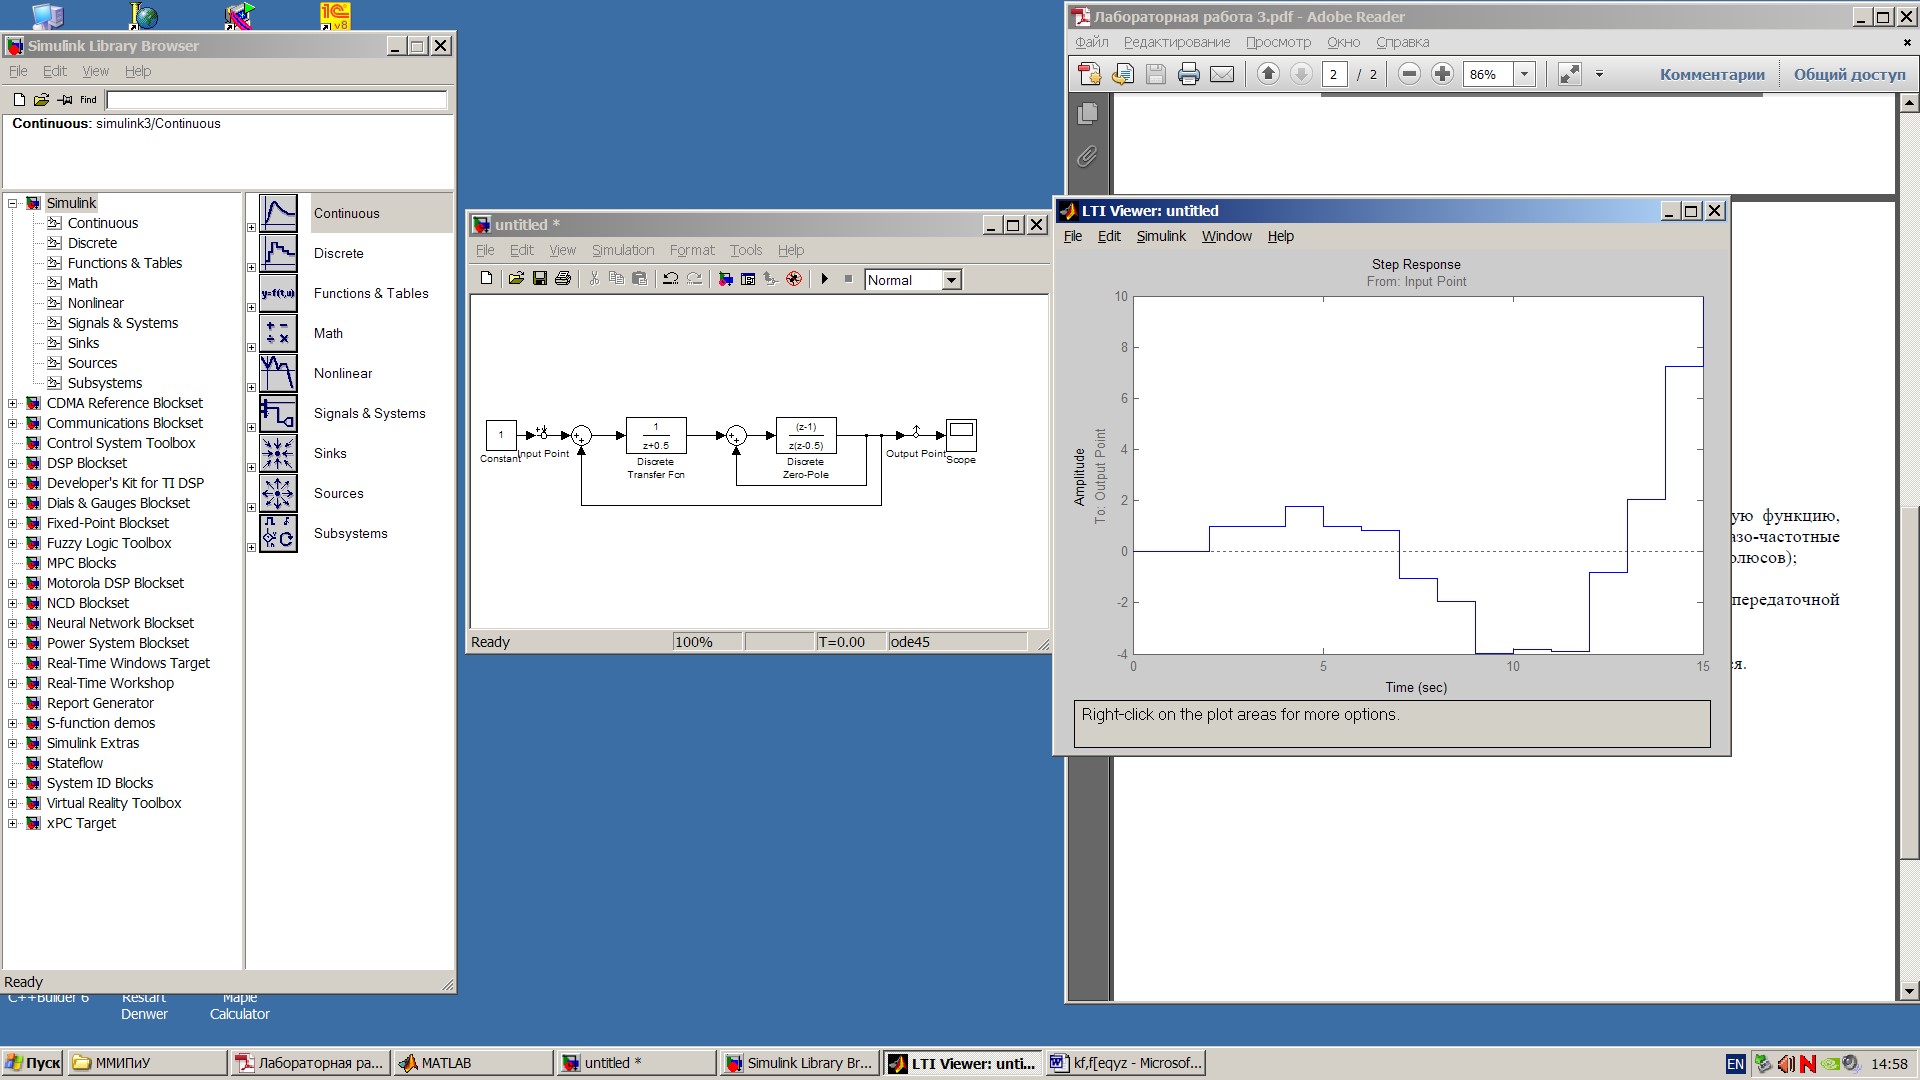 Simulink Library Browser
File Edit View Help
Find
Continuous: simulink3/Continuous
Simulink
Continuous
Discrete
Functions & Tables
Math
Nonlinear
Signals & Systems
Sinks
Sources
Subsystems
CDMA Reference Blockset
Communications Blockset
Control System Toolbox
DSP Blockset
Developer's Kit for TI DSP
Dials & Gauges Blockset
Fixed-Point Blockset
Fuzzy Logic Toolbox
MPC Blocks
Motorola DSP Blockset
NCD Blockset
Neural Network Blockset
Power System Blockset
Real-Time Windows Target
Real-Time Workshop
Report Generator
S-function demos
Simulink Extras
Stateflow
System ID Blocks
Virtual Reality Toolbox
xPC Target
Continuous
Discrete
y=f(t,u)
Functions & Tables
Math
Nonlinear
Signals & Systems
Sinks
Sources
Subsystems
Ready
C++Builder 6
Restart
Denwer
Maple
Calculator
1C
v8
untitled *
File Edit View Simulation Format Tools Help
Normal
1
Constant
Input Point
1
z+0.5
Discrete
Transfer Fcn
(z-1)
z(z-0.5)
Discrete
Zero-Pole
Output Point
Scope
Ready 100% T=0.00 ode45
Лабораторная работа 3.pdf - Adobe Reader
Файл Редактирование Просмотр Окно Справка
2 / 2 86% Комментарии Общий доступ
LTI Viewer: untitled
File Edit Simulink Window Help
Step Response
From: Input Point
Amplitude
To: Output Point
10
8
6
4
2
0
-2
-4
0 5 10 15
Time (sec)
Right-click on the plot areas for more options.
ую функцию,
азо-частотные
олюсов);
передаточной
я.
Пуск ММИПиУ Лабораторная ра... MATLAB untitled * Simulink Library Br... LTI Viewer: unti... kf,f[eqyz - Microsof... EN 14:58